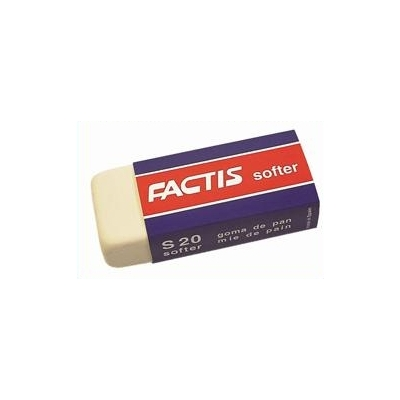 FACTIS softer
S 20 goma de pan
softer mie de pain